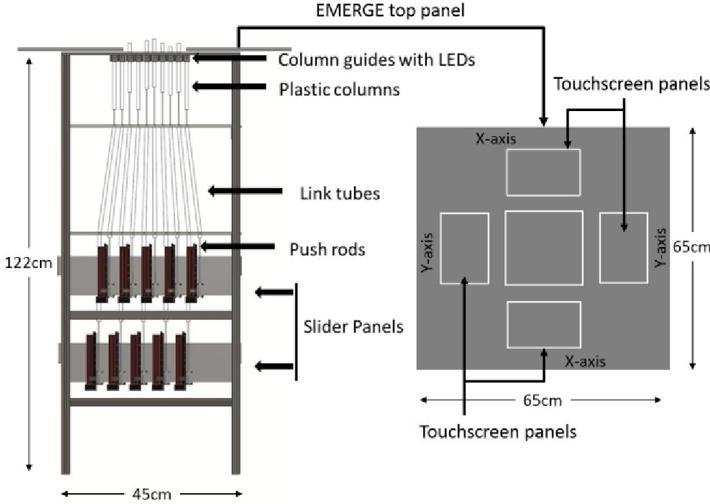 EMERGE top panel
Column guides with LEDs
Plastic columns
Touchscreen panels
X-axis
Link tubes
Y-axis
Y-axis
65cm
Push rods
122cm
Slider Panels
X-axis
65cm
Touchscreen panels
45cm